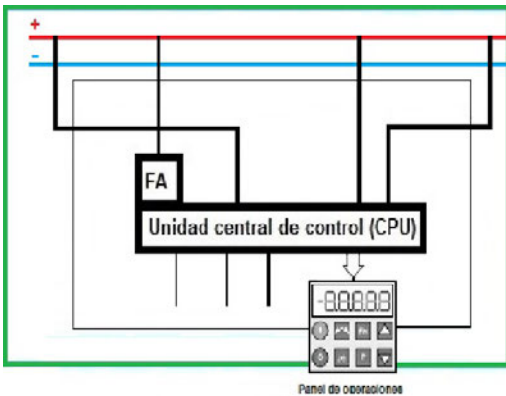 +
-
FA
Unidad central de control (CPU)
-8.8.8.8.8
Panel de operaciones